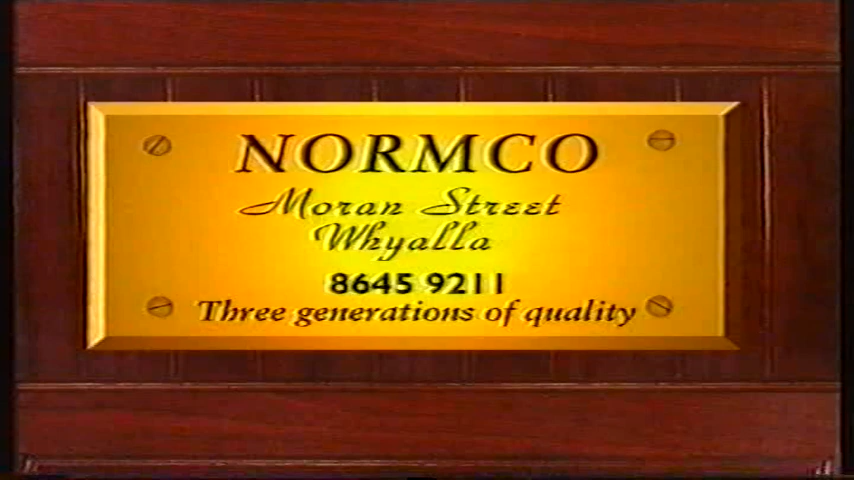 NORMCO
Moran Street
Whyalla
8645 9211
Three generations of quality